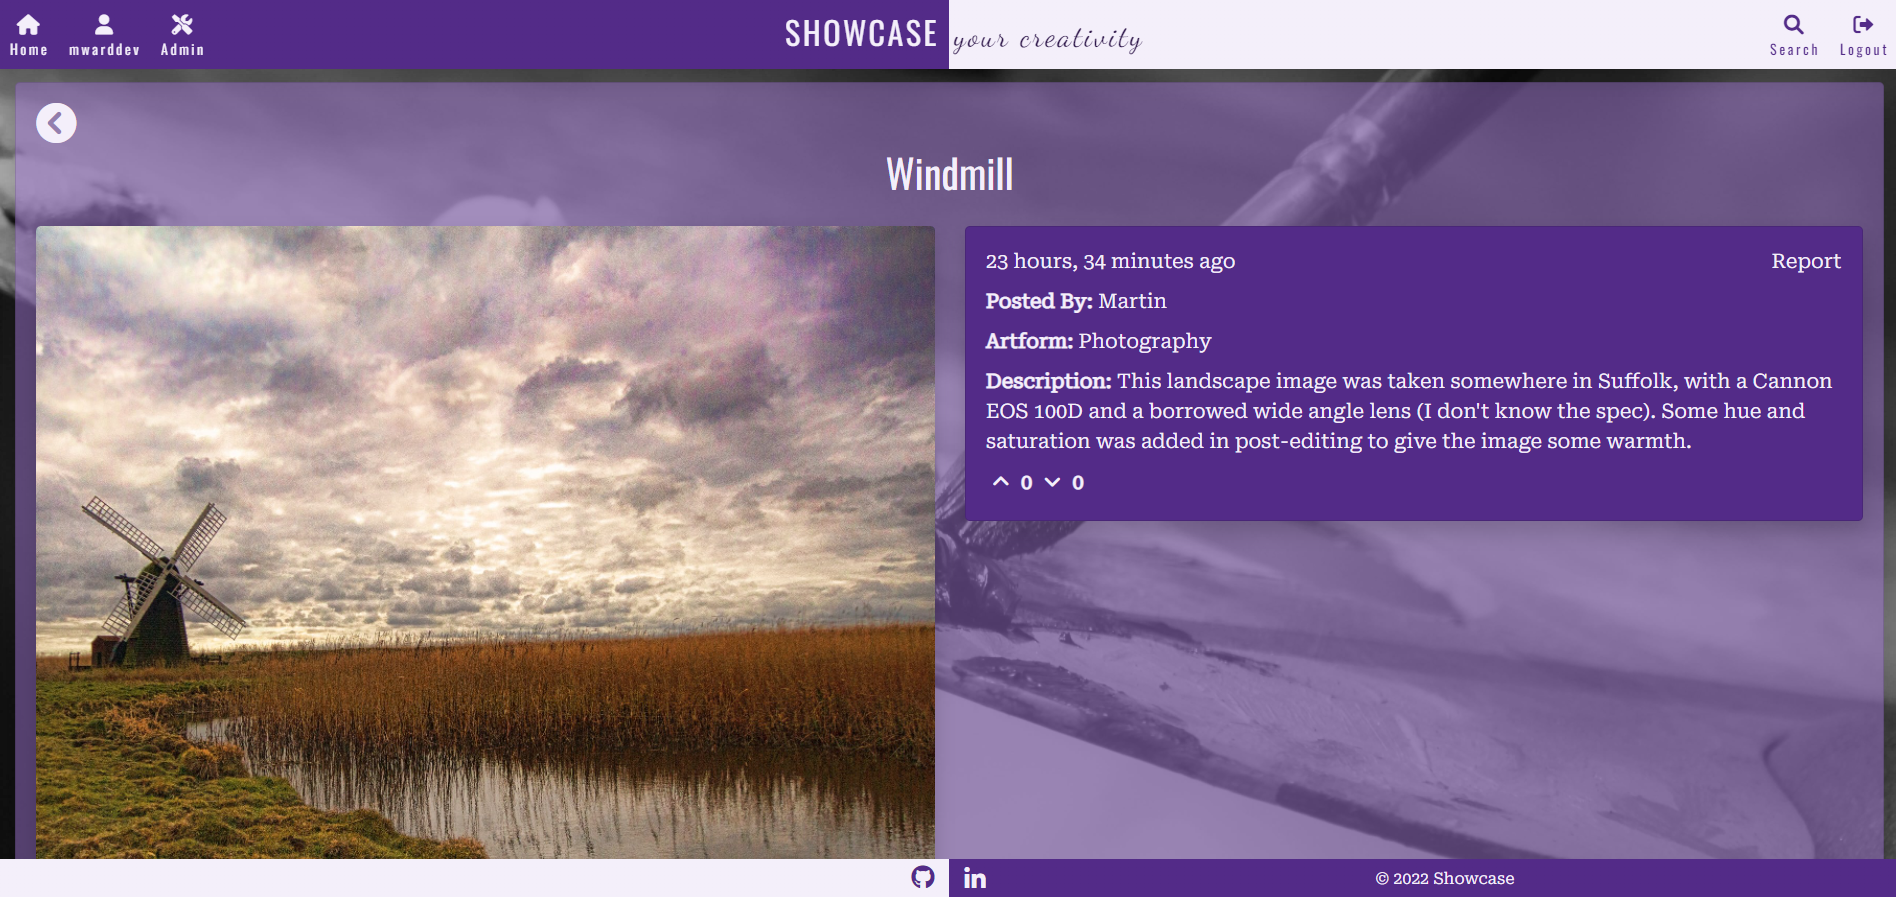 Home
mwarddev
Admin
SHOWCASE your creativity
Search
Logout
Windmill
23 hours, 34 minutes ago
Report
Posted By: Martin
Artform: Photography
Description: This landscape image was taken somewhere in Suffolk, with a Cannon
EOS 100D and a borrowed wide angle lens (I don't know the spec). Some hue and
saturation was added in post-editing to give the image some warmth.
0 0
in
© 2022 Showcase